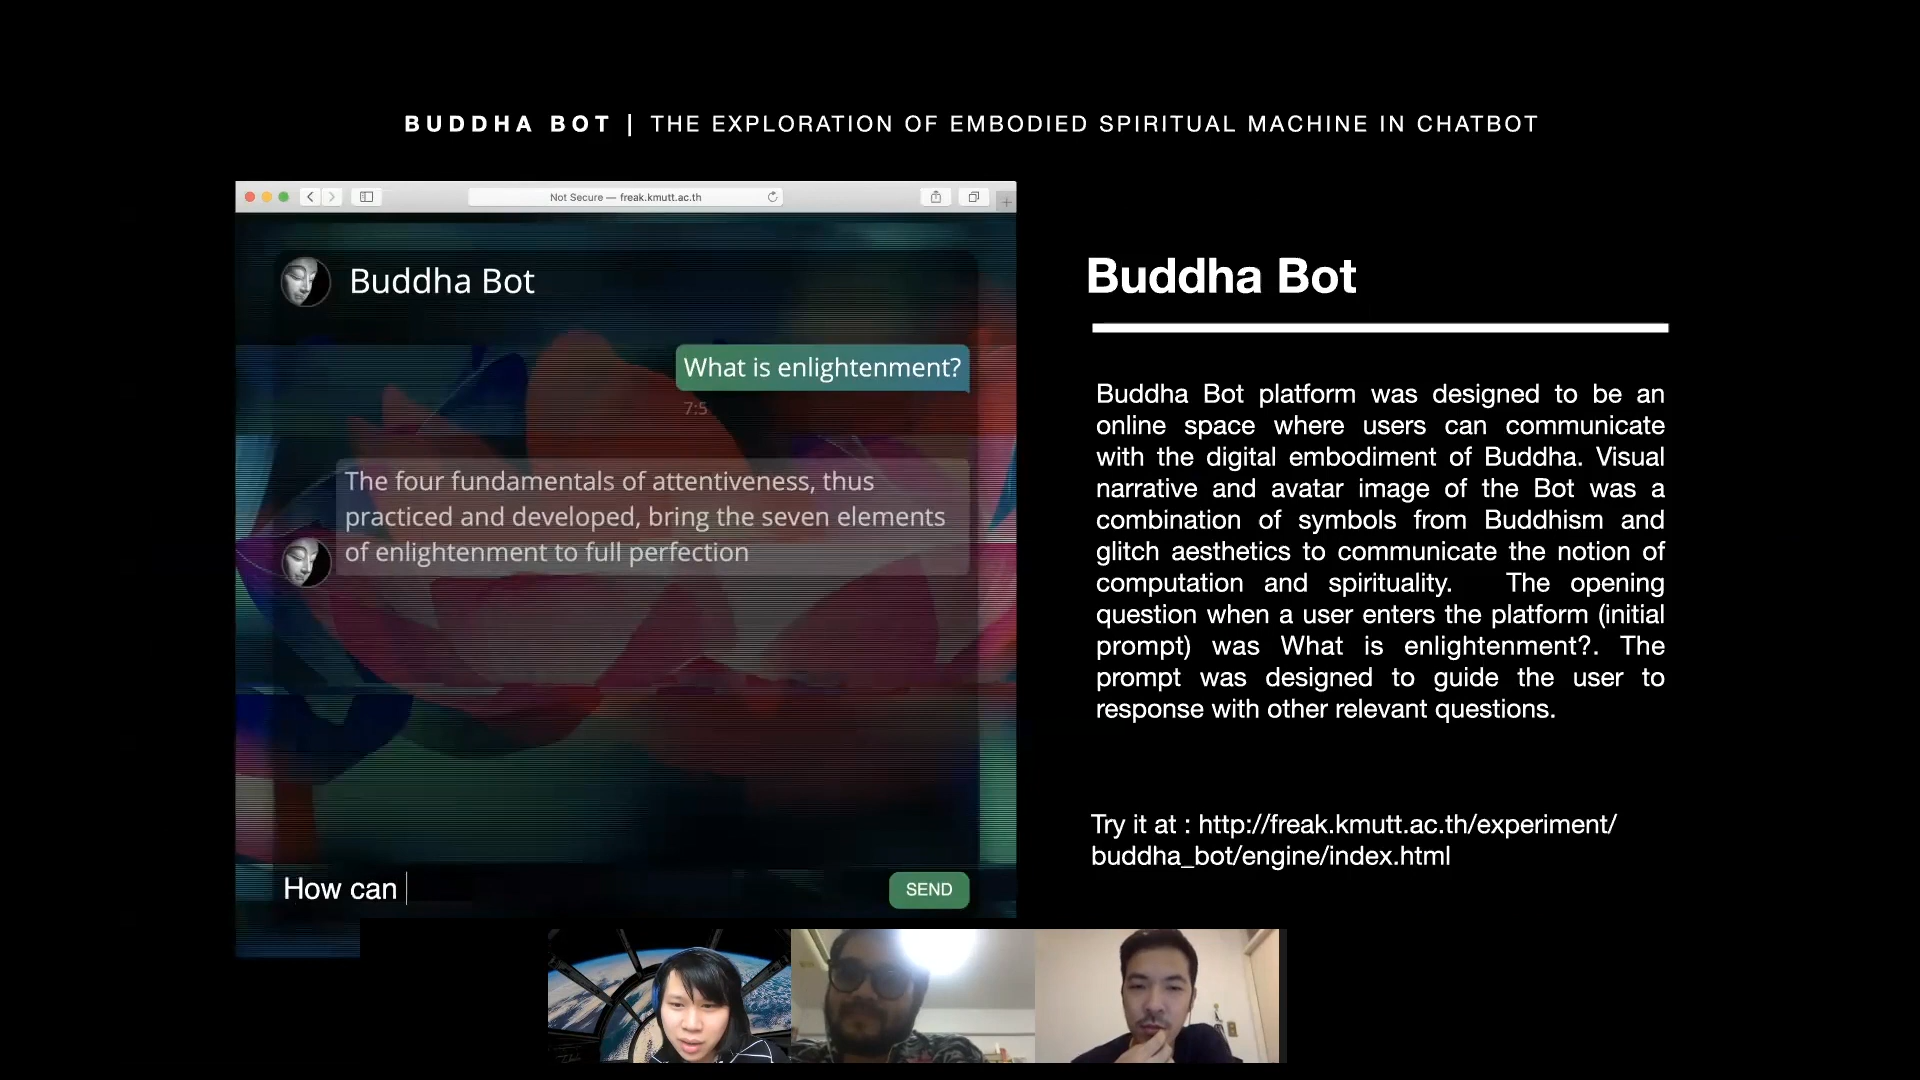 BUDDHA BOT | THE EXPLORATION OF EMBODIED SPIRITUAL MACHINE IN CHATBOT
Not Secure — freak.kmutt.ac.th
Buddha Bot
What is enlightenment?
7:5
The four fundamentals of attentiveness, thus
practiced and developed, bring the seven elements
of enlightenment to full perfection
How can
SEND
Buddha Bot
Buddha Bot platform was designed to be an
online space where users can communicate
with the digital embodiment of Buddha. Visual
narrative and avatar image of the Bot was a
combination of symbols from Buddhism and
glitch aesthetics to communicate the notion of
computation and spirituality. The opening
question when a user enters the platform (initial
prompt) was What is enlightenment?. The
prompt was designed to guide the user to
response with other relevant questions.
Try it at : http://freak.kmutt.ac.th/experiment/
buddha_bot/engine/index.html